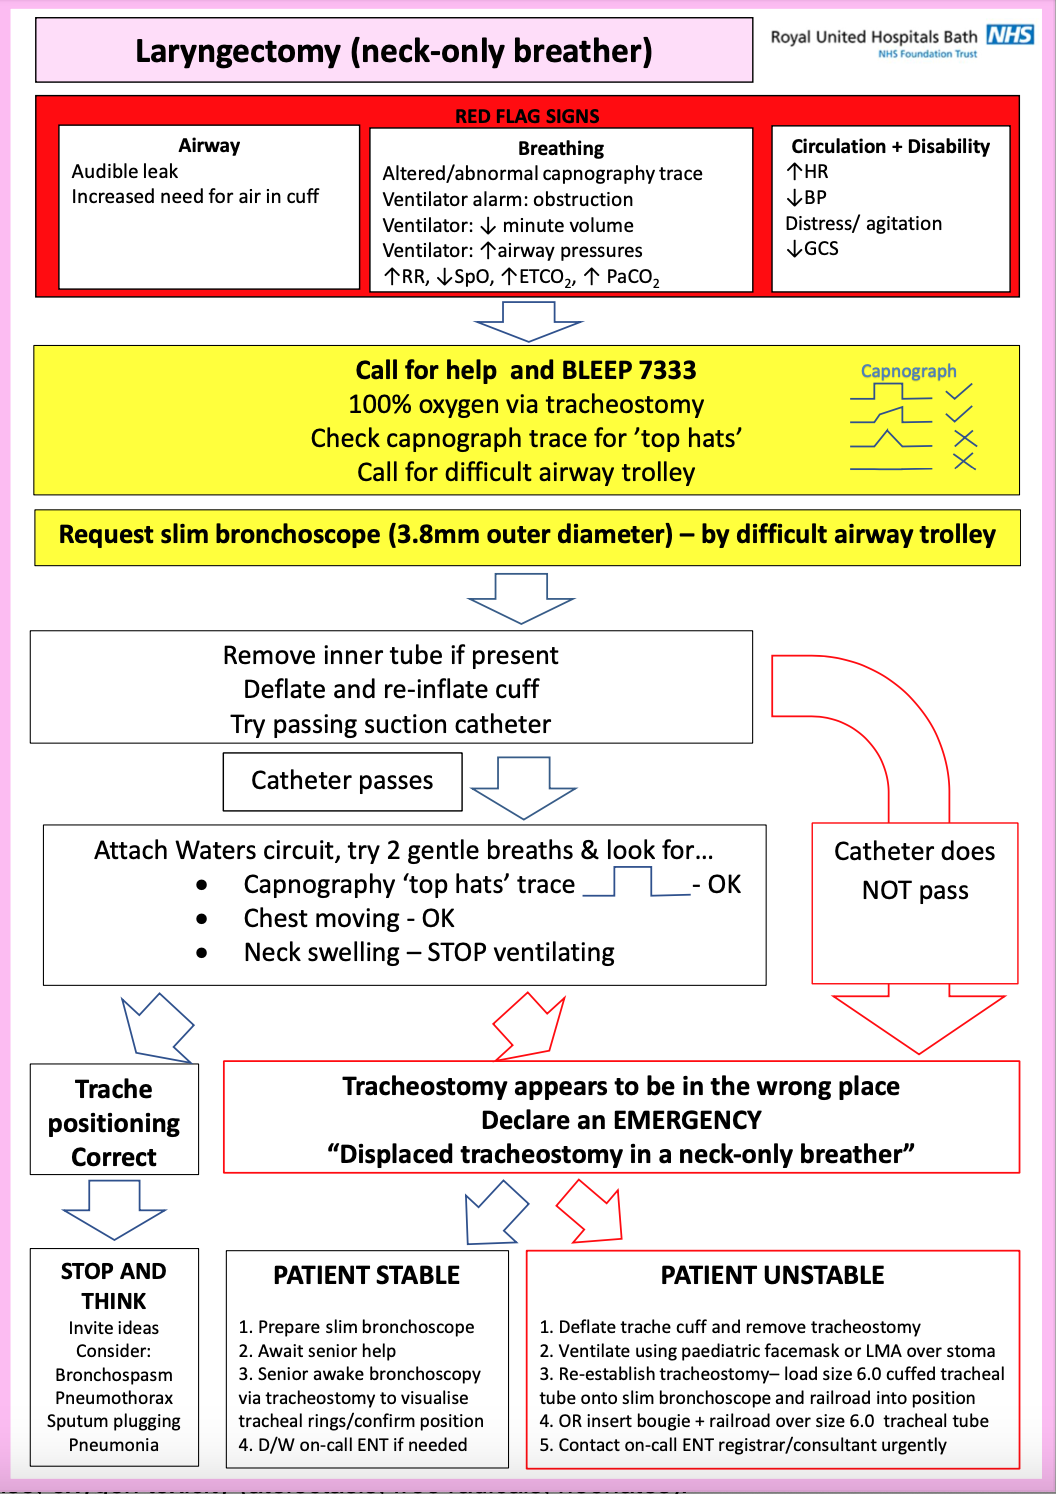 Laryngectomy (neck-only breather)
Royal United Hospitals Bath NHS
NHS Foundation Trust
RED FLAG SIGNS
Airway
Audible leak
Increased need for air in cuff
Breathing
Altered/abnormal capnography trace
Ventilator alarm: obstruction
Ventilator: ↓ minute volume
Ventilator: ↑airway pressures
↑RR, ↓SpO, ↑ETCO₂, ↑ PaCO₂
Circulation + Disability
↑HR
↓BP
Distress/ agitation
↓GCS
Call for help and BLEEP 7333
100% oxygen via tracheostomy
Check capnograph trace for ’top hats’
Call for difficult airway trolley
Capnograph
Request slim bronchoscope (3.8mm outer diameter) – by difficult airway trolley
Remove inner tube if present
Deflate and re-inflate cuff
Try passing suction catheter
Catheter passes
Catheter does
NOT pass
Attach Waters circuit, try 2 gentle breaths & look for…
• Capnography ‘top hats’ trace - OK
• Chest moving - OK
• Neck swelling – STOP ventilating
Trache
positioning
Correct
Tracheostomy appears to be in the wrong place
Declare an EMERGENCY
“Displaced tracheostomy in a neck-only breather”
STOP AND
THINK
Invite ideas
Consider:
Bronchospasm
Pneumothorax
Sputum plugging
Pneumonia
PATIENT STABLE
1. Prepare slim bronchoscope
2. Await senior help
3. Senior awake bronchoscopy
via tracheostomy to visualise
tracheal rings/confirm position
4. D/W on-call ENT if needed
PATIENT UNSTABLE
1. Deflate trache cuff and remove tracheostomy
2. Ventilate using paediatric facemask or LMA over stoma
3. Re-establish tracheostomy– load size 6.0 cuffed tracheal
tube onto slim bronchoscope and railroad into position
4. OR insert bougie + railroad over size 6.0 tracheal tube
5. Contact on-call ENT registrar/consultant urgently